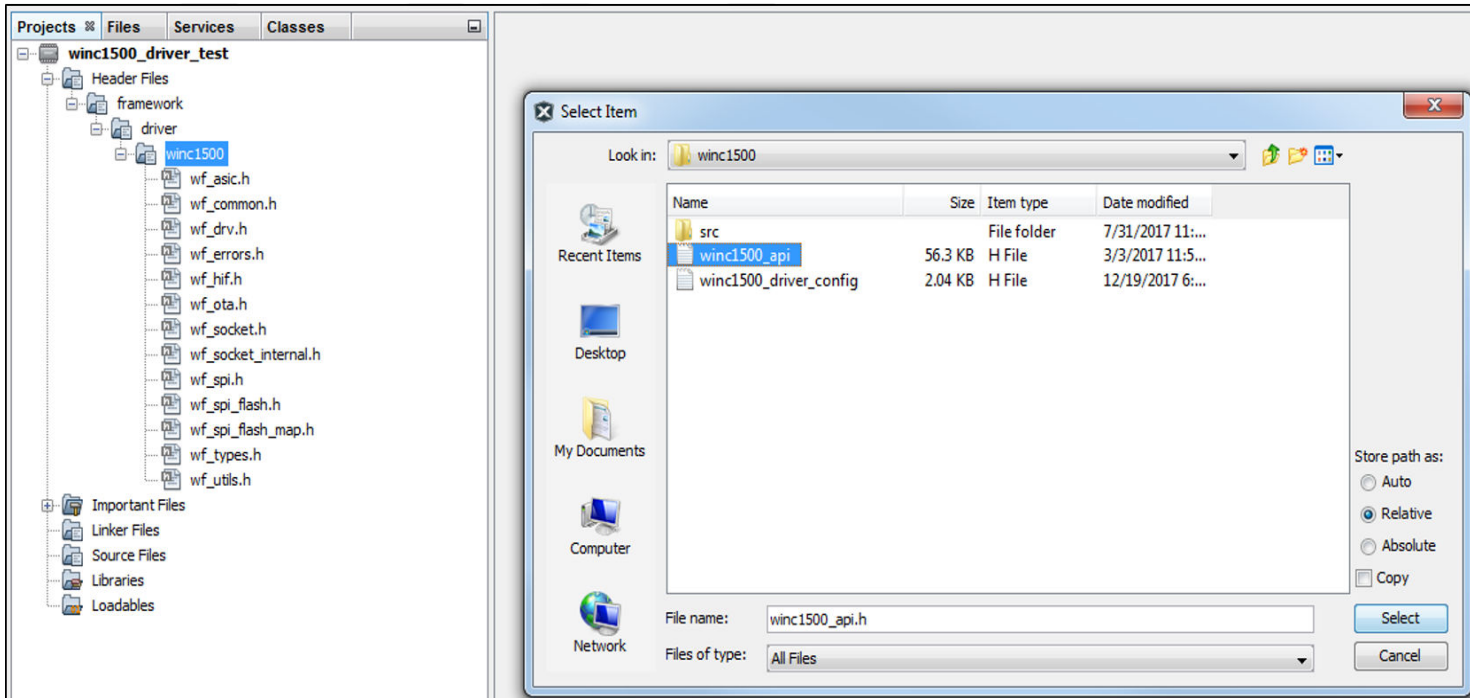 Projects Files Services Classes
winc1500_driver_test
Header Files
framework
driver
winc1500
wf_asic.h
wf_common.h
wf_drv.h
wf_errors.h
wf_hif.h
wf_ota.h
wf_socket.h
wf_socket_internal.h
wf_spi.h
wf_spi_flash.h
wf_spi_flash_map.h
wf_types.h
wf_utils.h
Important Files
Linker Files
Source Files
Libraries
Loadables
Select Item
Look in: winc1500
Recent Items
Desktop
My Documents
Computer
Network
Name Size Item type Date modified
src File folder 7/31/2017 11:...
winc1500_api 56.3 KB H File 3/3/2017 11:5...
winc1500_driver_config 2.04 KB H File 12/19/2017 6:...
Store path as:
Auto
Relative
Absolute
Copy
File name: winc1500_api.h Select
Files of type: All Files Cancel